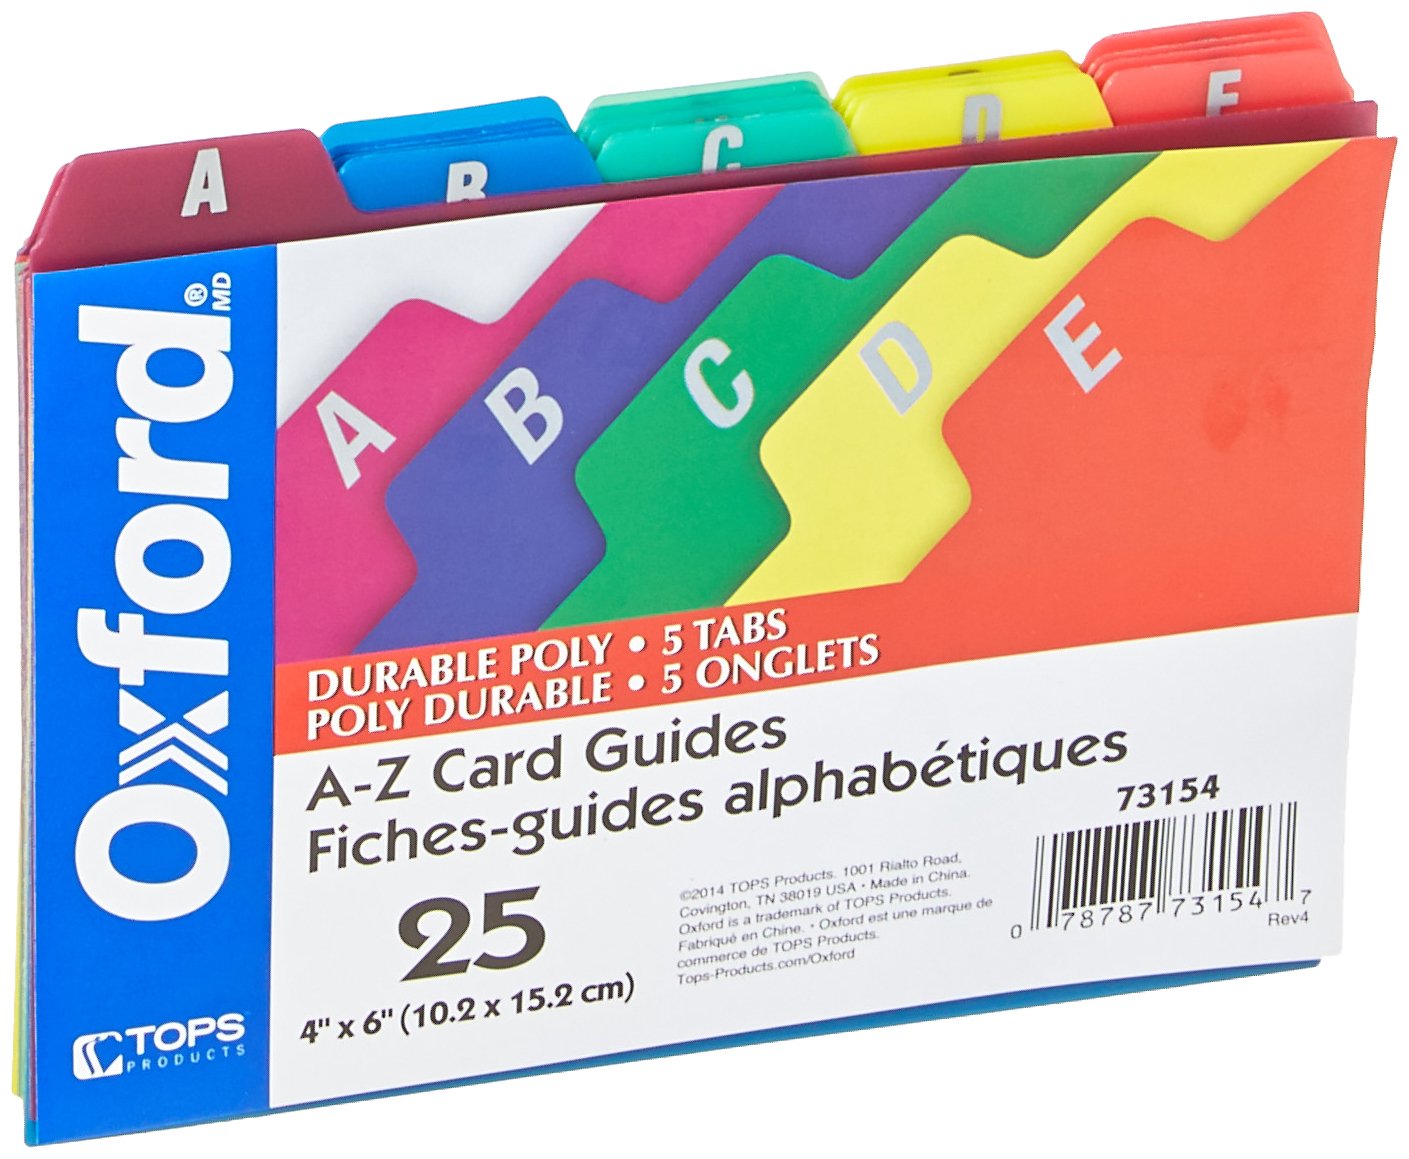 A
B
C
D
E
A
B
C
D
E
Oxford®MD
DURABLE POLY • 5 TABS
POLY DURABLE • 5 ONGLETS
A-Z Card Guides
Fiches-guides alphabétiques
25
4" x 6" (10.2 x 15.2 cm)
©2014 TOPS Products. 1001 Rialto Road,
Covington, TN 38019 USA • Made in China.
Oxford is a trademark of TOPS Products.
Fabriqué en Chine. • Oxford est une marque de
commerce de TOPS Products.
Tops-Products.com/Oxford
73154
0 78787 73154 7
Rev4
TOPS
PRODUCTS